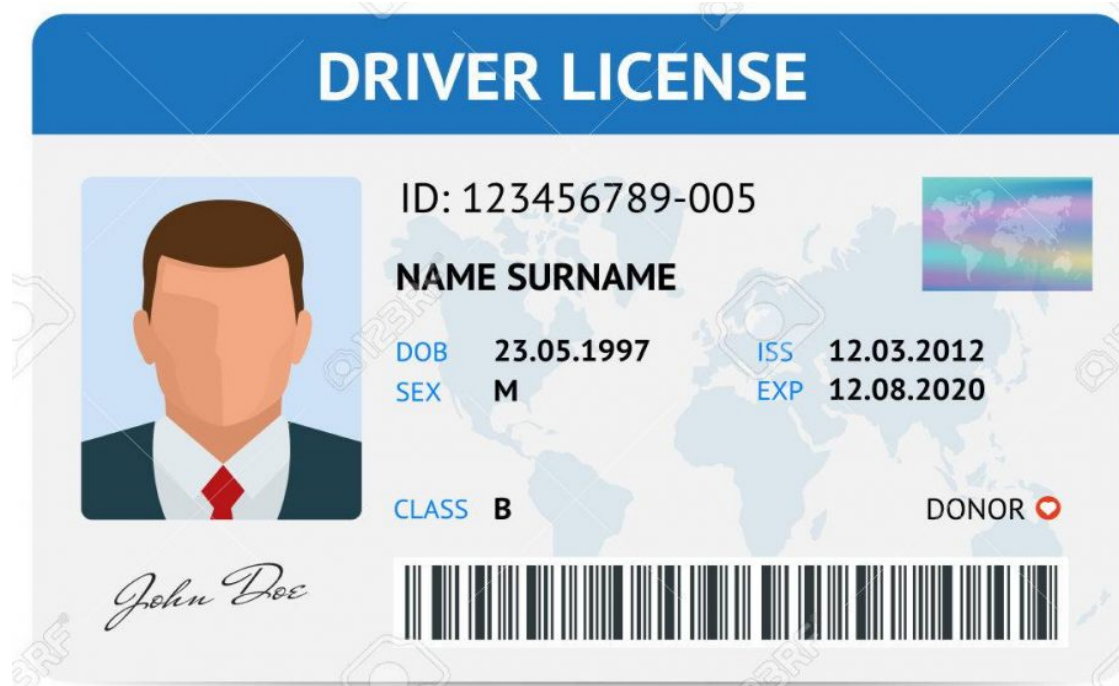 DRIVER LICENSE
ID: 123456789-005
NAME SURNAME
DOB 23.05.1997 ISS 12.03.2012
SEX M EXP 12.08.2020
CLASS B DONOR
John Doe
123RF